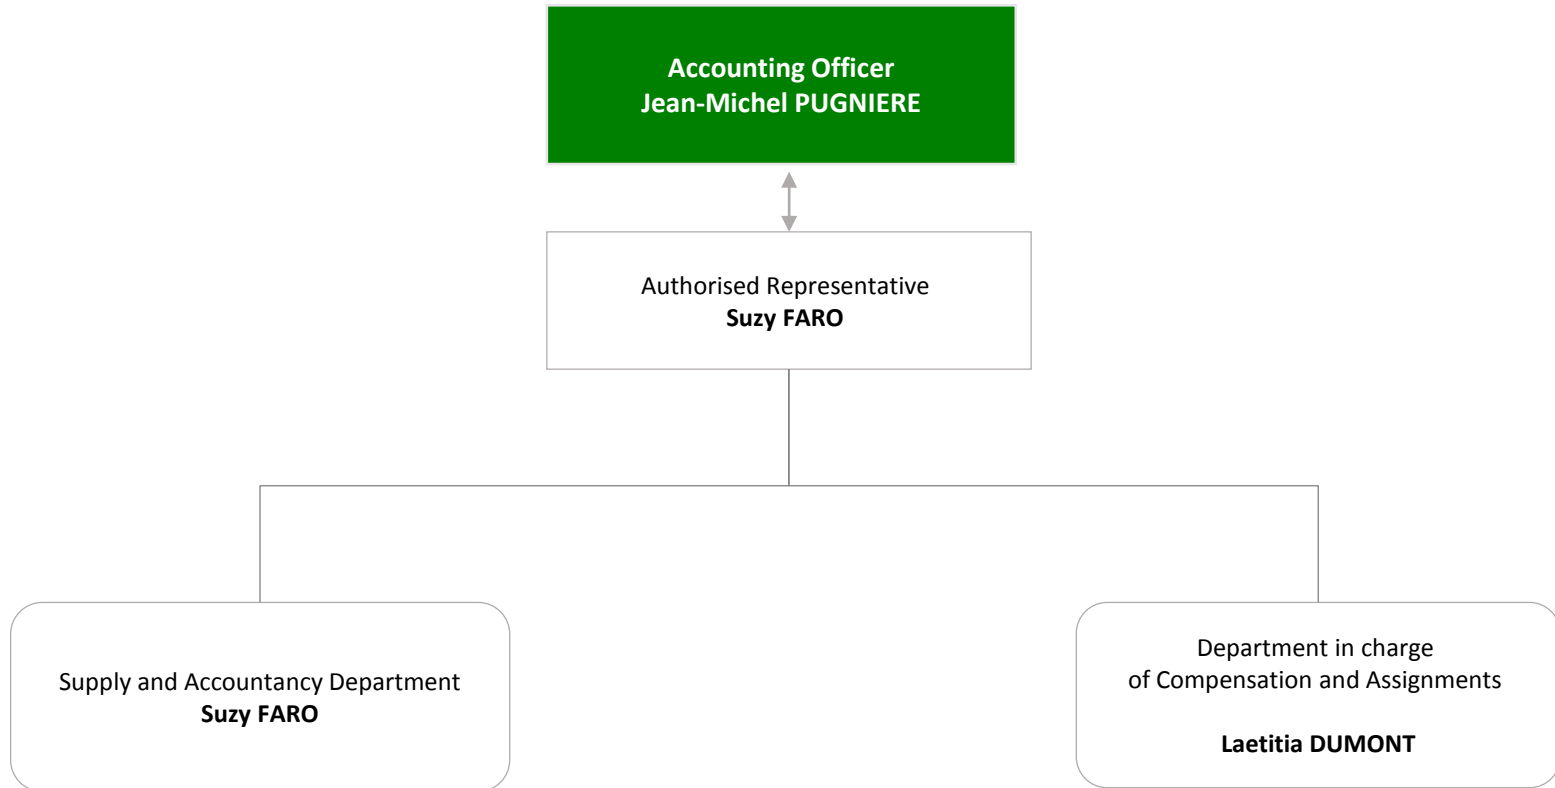 Accounting Officer
Jean-Michel PUGNIERE
Authorised Representative
Suzy FARO
Supply and Accountancy Department
Suzy FARO
Department in charge
of Compensation and Assignments
Laetitia DUMONT